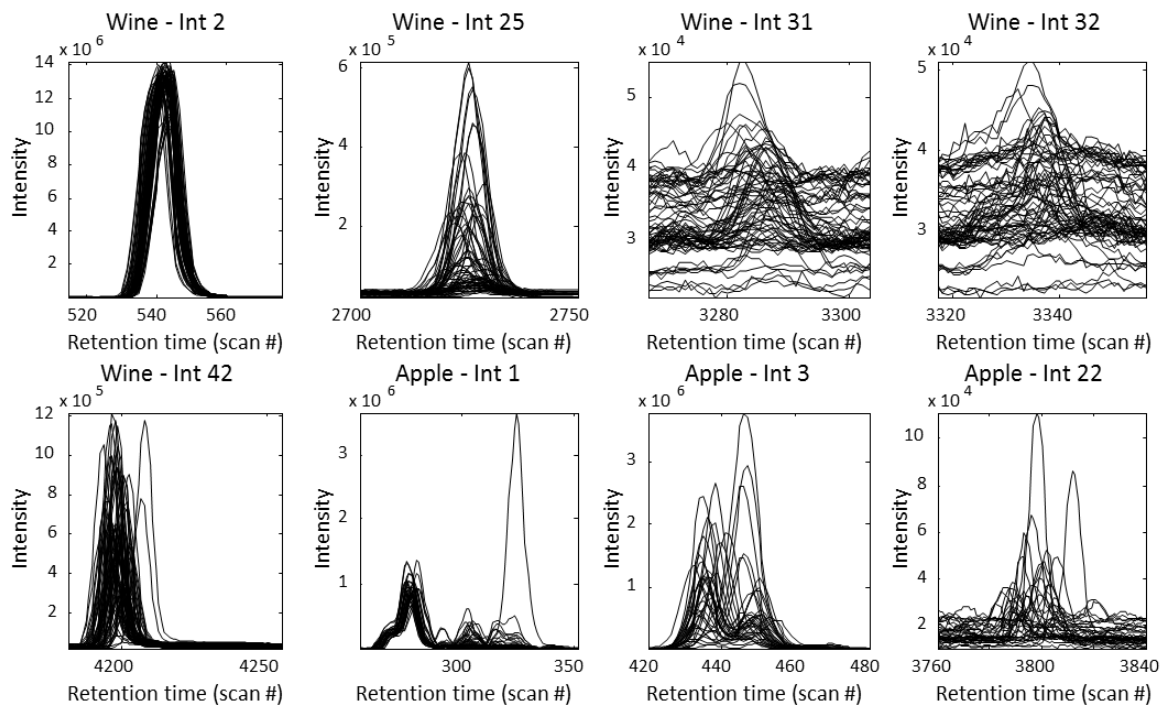 Wine - Int 2 Wine - Int 25 Wine - Int 31 Wine - Int 32
x 10 6 x 10 5 x 10 4 x 10 4
14
12
10
8
6
4
2
Intensity
520 540 560
Retention time (scan #)
6
4
2
Intensity
2700 2750
Retention time (scan #)
5
4
3
Intensity
3280 3300
Retention time (scan #)
5
4
3
Intensity
3320 3340
Retention time (scan #)
Wine - Int 42 Apple - Int 1 Apple - Int 3 Apple - Int 22
x 10 5 x 10 6 x 10 6 x 10 4
12
10
8
6
4
2
Intensity
4200 4250
Retention time (scan #)
3
2
1
Intensity
300 350
Retention time (scan #)
3
2
1
Intensity
420 440 460 480
Retention time (scan #)
10
8
6
4
2
Intensity
3760 3800 3840
Retention time (scan #)